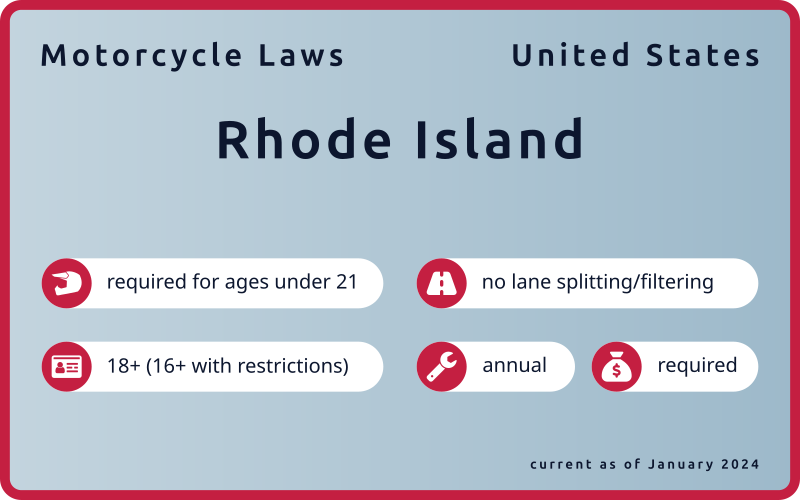 Motorcycle Laws
United States
Rhode Island
required for ages under 21
no lane splitting/filtering
18+ (16+ with restrictions)
annual
required
current as of January 2024